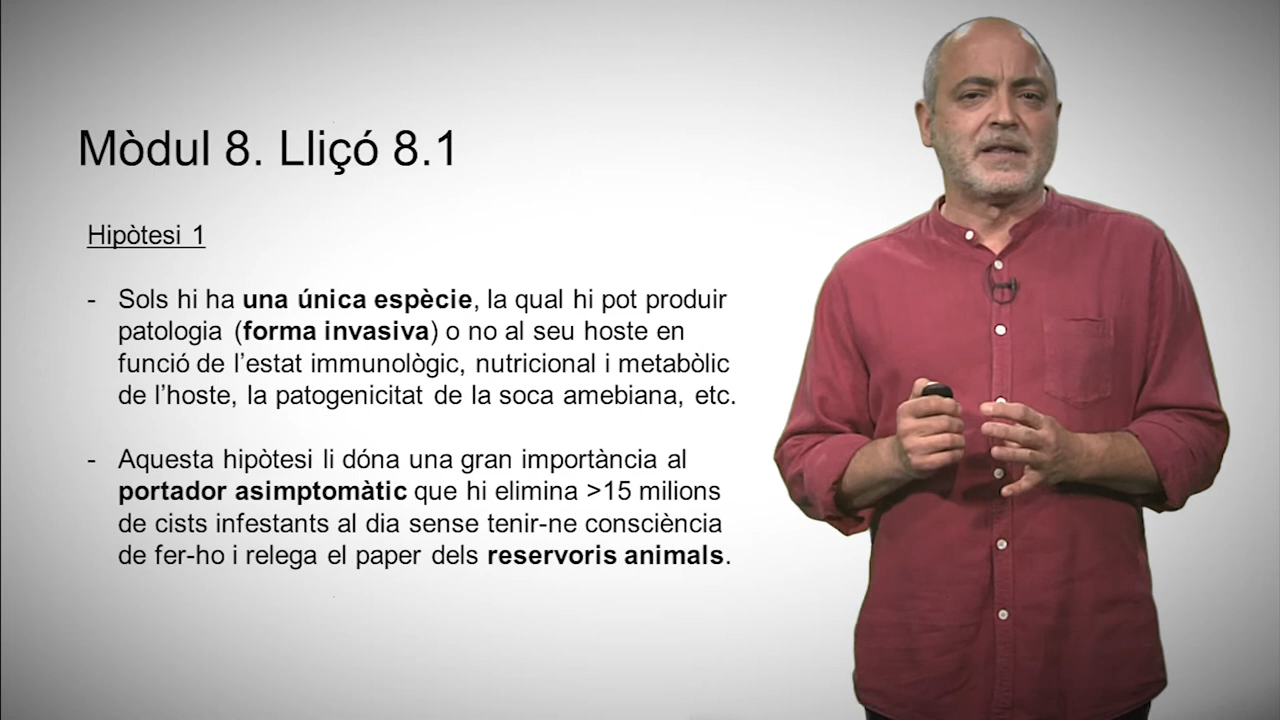 Mòdul 8. Lliçó 8.1
Hipòtesi 1
- Sols hi ha una única espècie, la qual hi pot produir
patologia (forma invasiva) o no al seu hoste en
funció de l’estat immunològic, nutricional i metabòlic
de l’hoste, la patogenicitat de la soca amebiana, etc.
- Aquesta hipòtesi li dóna una gran importància al
portador asimptomàtic que hi elimina >15 milions
de cists infestants al dia sense tenir-ne consciència
de fer-ho i relega el paper dels reservoris animals.